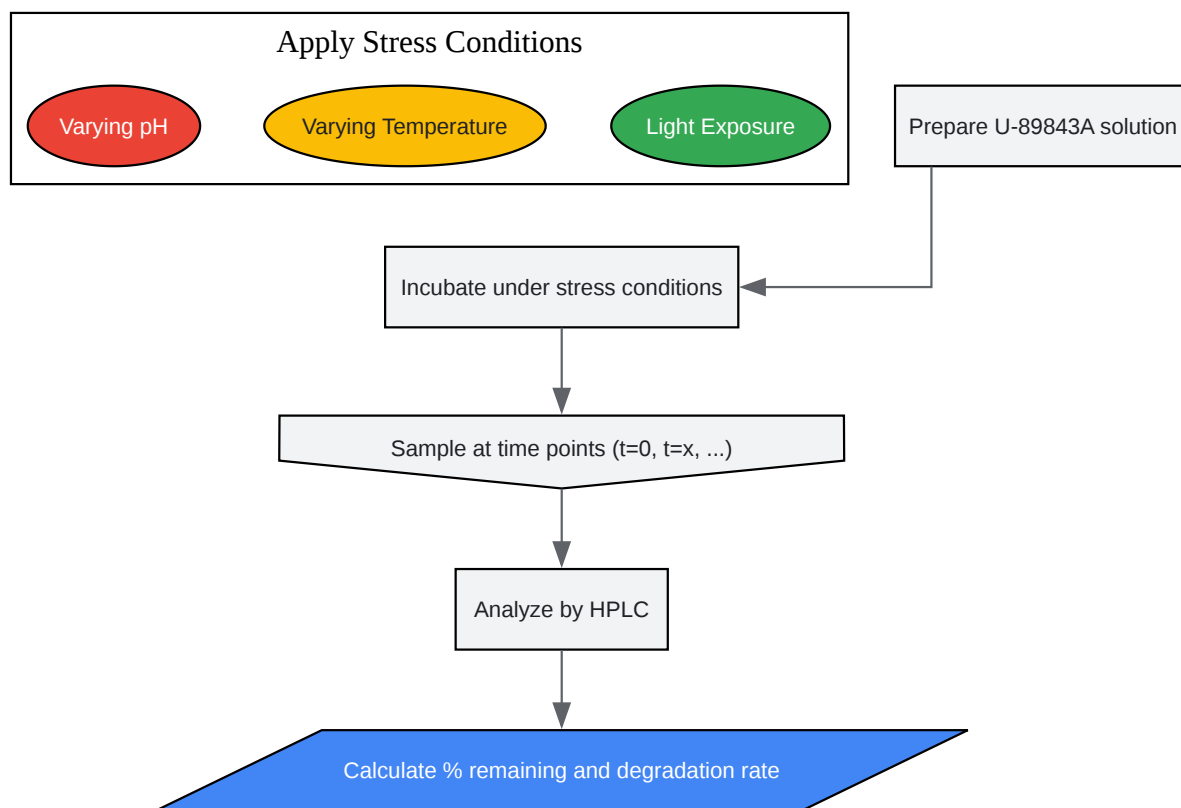 Apply Stress Conditions
Varying pH
Varying Temperature
Light Exposure
Prepare U-89843A solution
Incubate under stress conditions
Sample at time points (t=0, t=x, ...)
Analyze by HPLC
Calculate % remaining and degradation rate